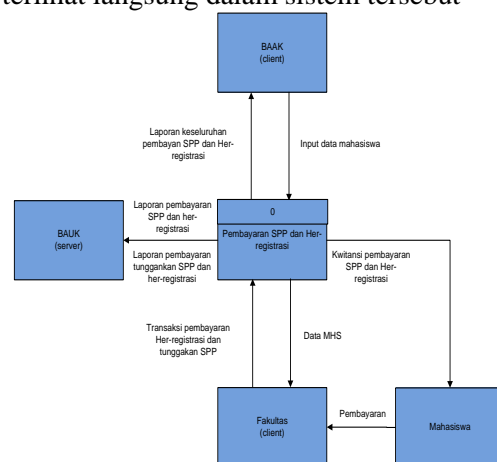 terlihat langsung dalam sistem tersebut
BAAK
(client)
Laporan keseluruhan
pembayan SPP dan Her-
registrasi
Input data mahasiswa
0
Pembayaran SPP dan Her-
registrasi
BAUK
(server)
Laporan pembayaran
SPP dan her-
registrasi
Laporan pembayaran
tunggankan SPP dan
her-registrasi
Kwitansi pembayaran
SPP dan Her-
registrasi
Transaksi pembayaran
Her-registrasi dan
tunggakan SPP
Data MHS
Fakultas
(client)
Pembayaran
Mahasiswa